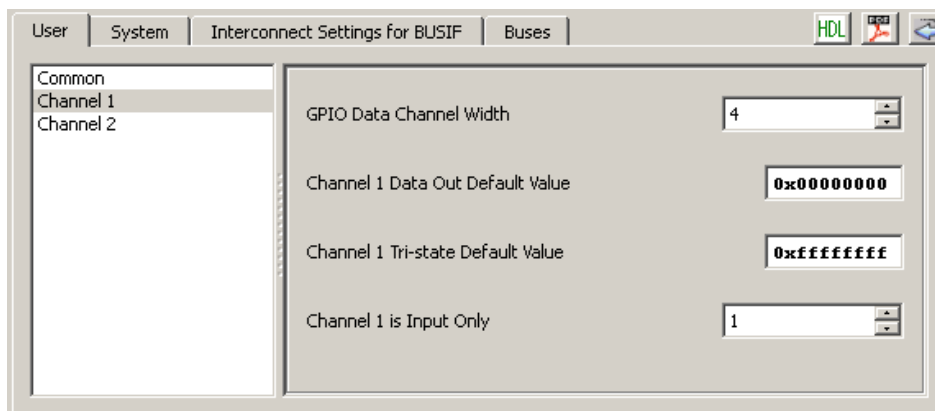 User System Interconnect Settings for BUSIF Buses HDL PDF
Common
Channel 1
Channel 2
GPIO Data Channel Width 4
Channel 1 Data Out Default Value 0x00000000
Channel 1 Tri-state Default Value 0xffffffff
Channel 1 is Input Only 1